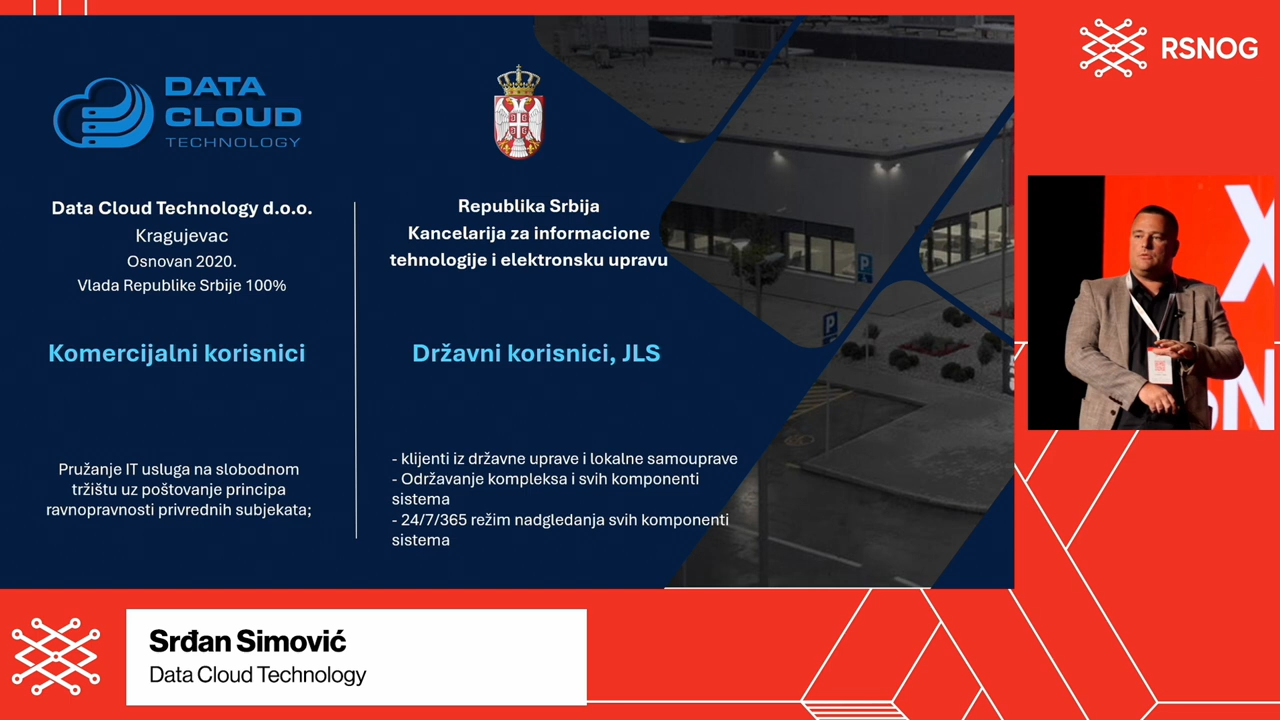 DATA
CLOUD
TECHNOLOGY
Data Cloud Technology d.o.o.
Kragujevac
Osnovan 2020.
Vlada Republike Srbije 100%
Komercijalni korisnici
Pružanje IT usluga na slobodnom
tržištu uz poštovanje principa
ravnopravnosti privrednih subjekata;
Republika Srbija
Kancelarija za informacione
tehnologije i elektronsku upravu
Državni korisnici, JLS
- klijenti iz državne uprave i lokalne samouprave
- Održavanje kompleksa i svih komponenti
sistema
- 24/7/365 režim nadgledanja svih komponenti
sistema
P
P
RSNOG
X
N
Srđan Simović
Data Cloud Technology